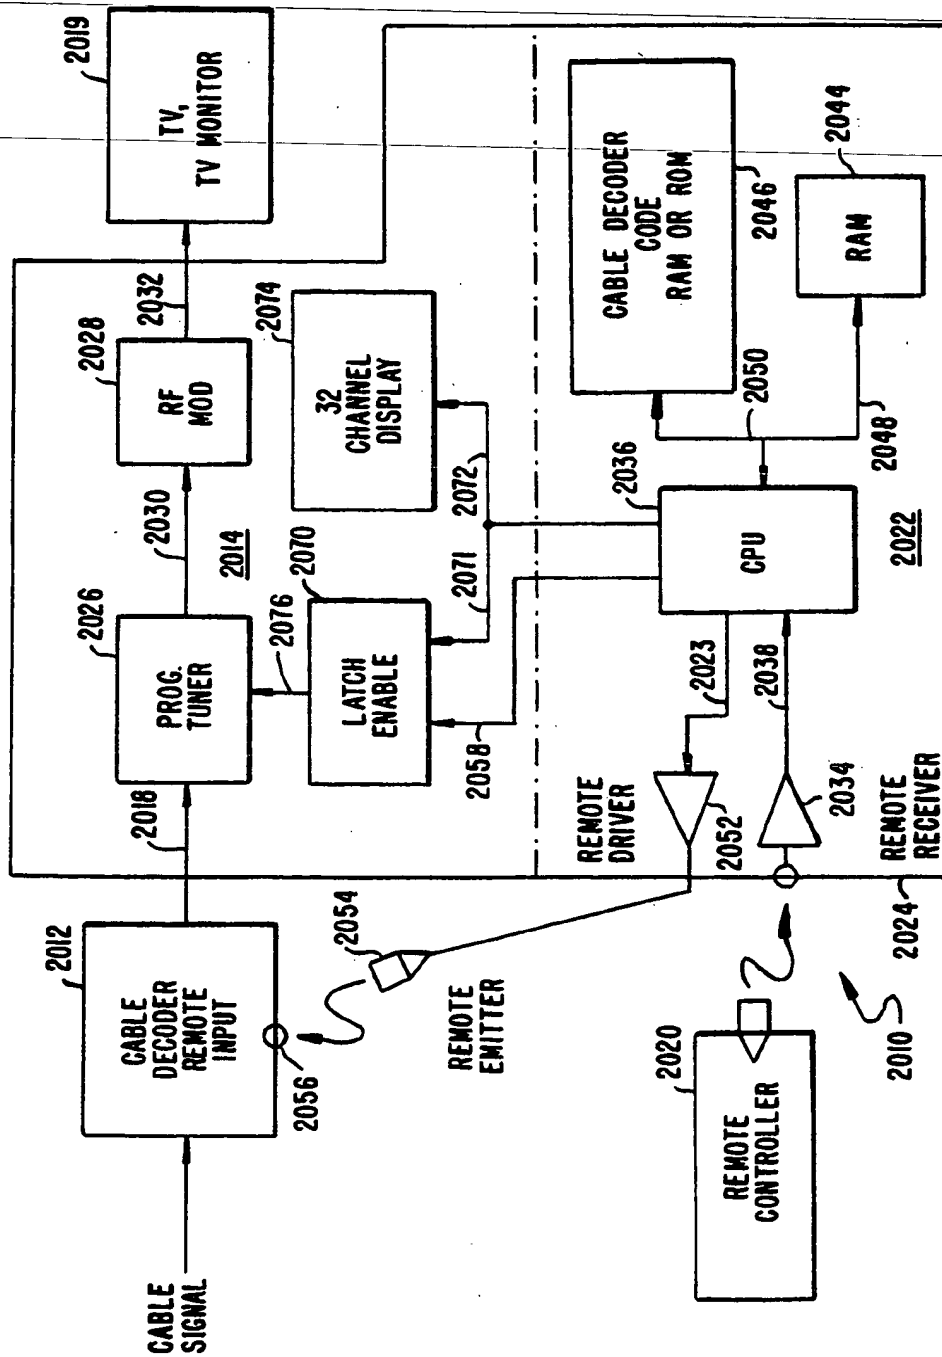 CABLE
SIGNAL
2012
CABLE
DECODER
REMOTE
INPUT
2056
2054
REMOTE
EMITTER
2018
2026
PROG.
TUNER
2030
2014
2028
RF
MOD
2032
2019
TV,
TV MONITOR
2076
2070
LATCH
ENABLE
2058
2071
2072
2074
32
CHANNEL
DISPLAY
REMOTE
DRIVER
2052
2023
2036
CPU
2022
2038
2034
REMOTE
RECEIVER
2024
2050
2048
CABLE DECODER
CODE
RAM OR ROM
2046
2044
RAM
2020
REMOTE
CONTROLLER
2010